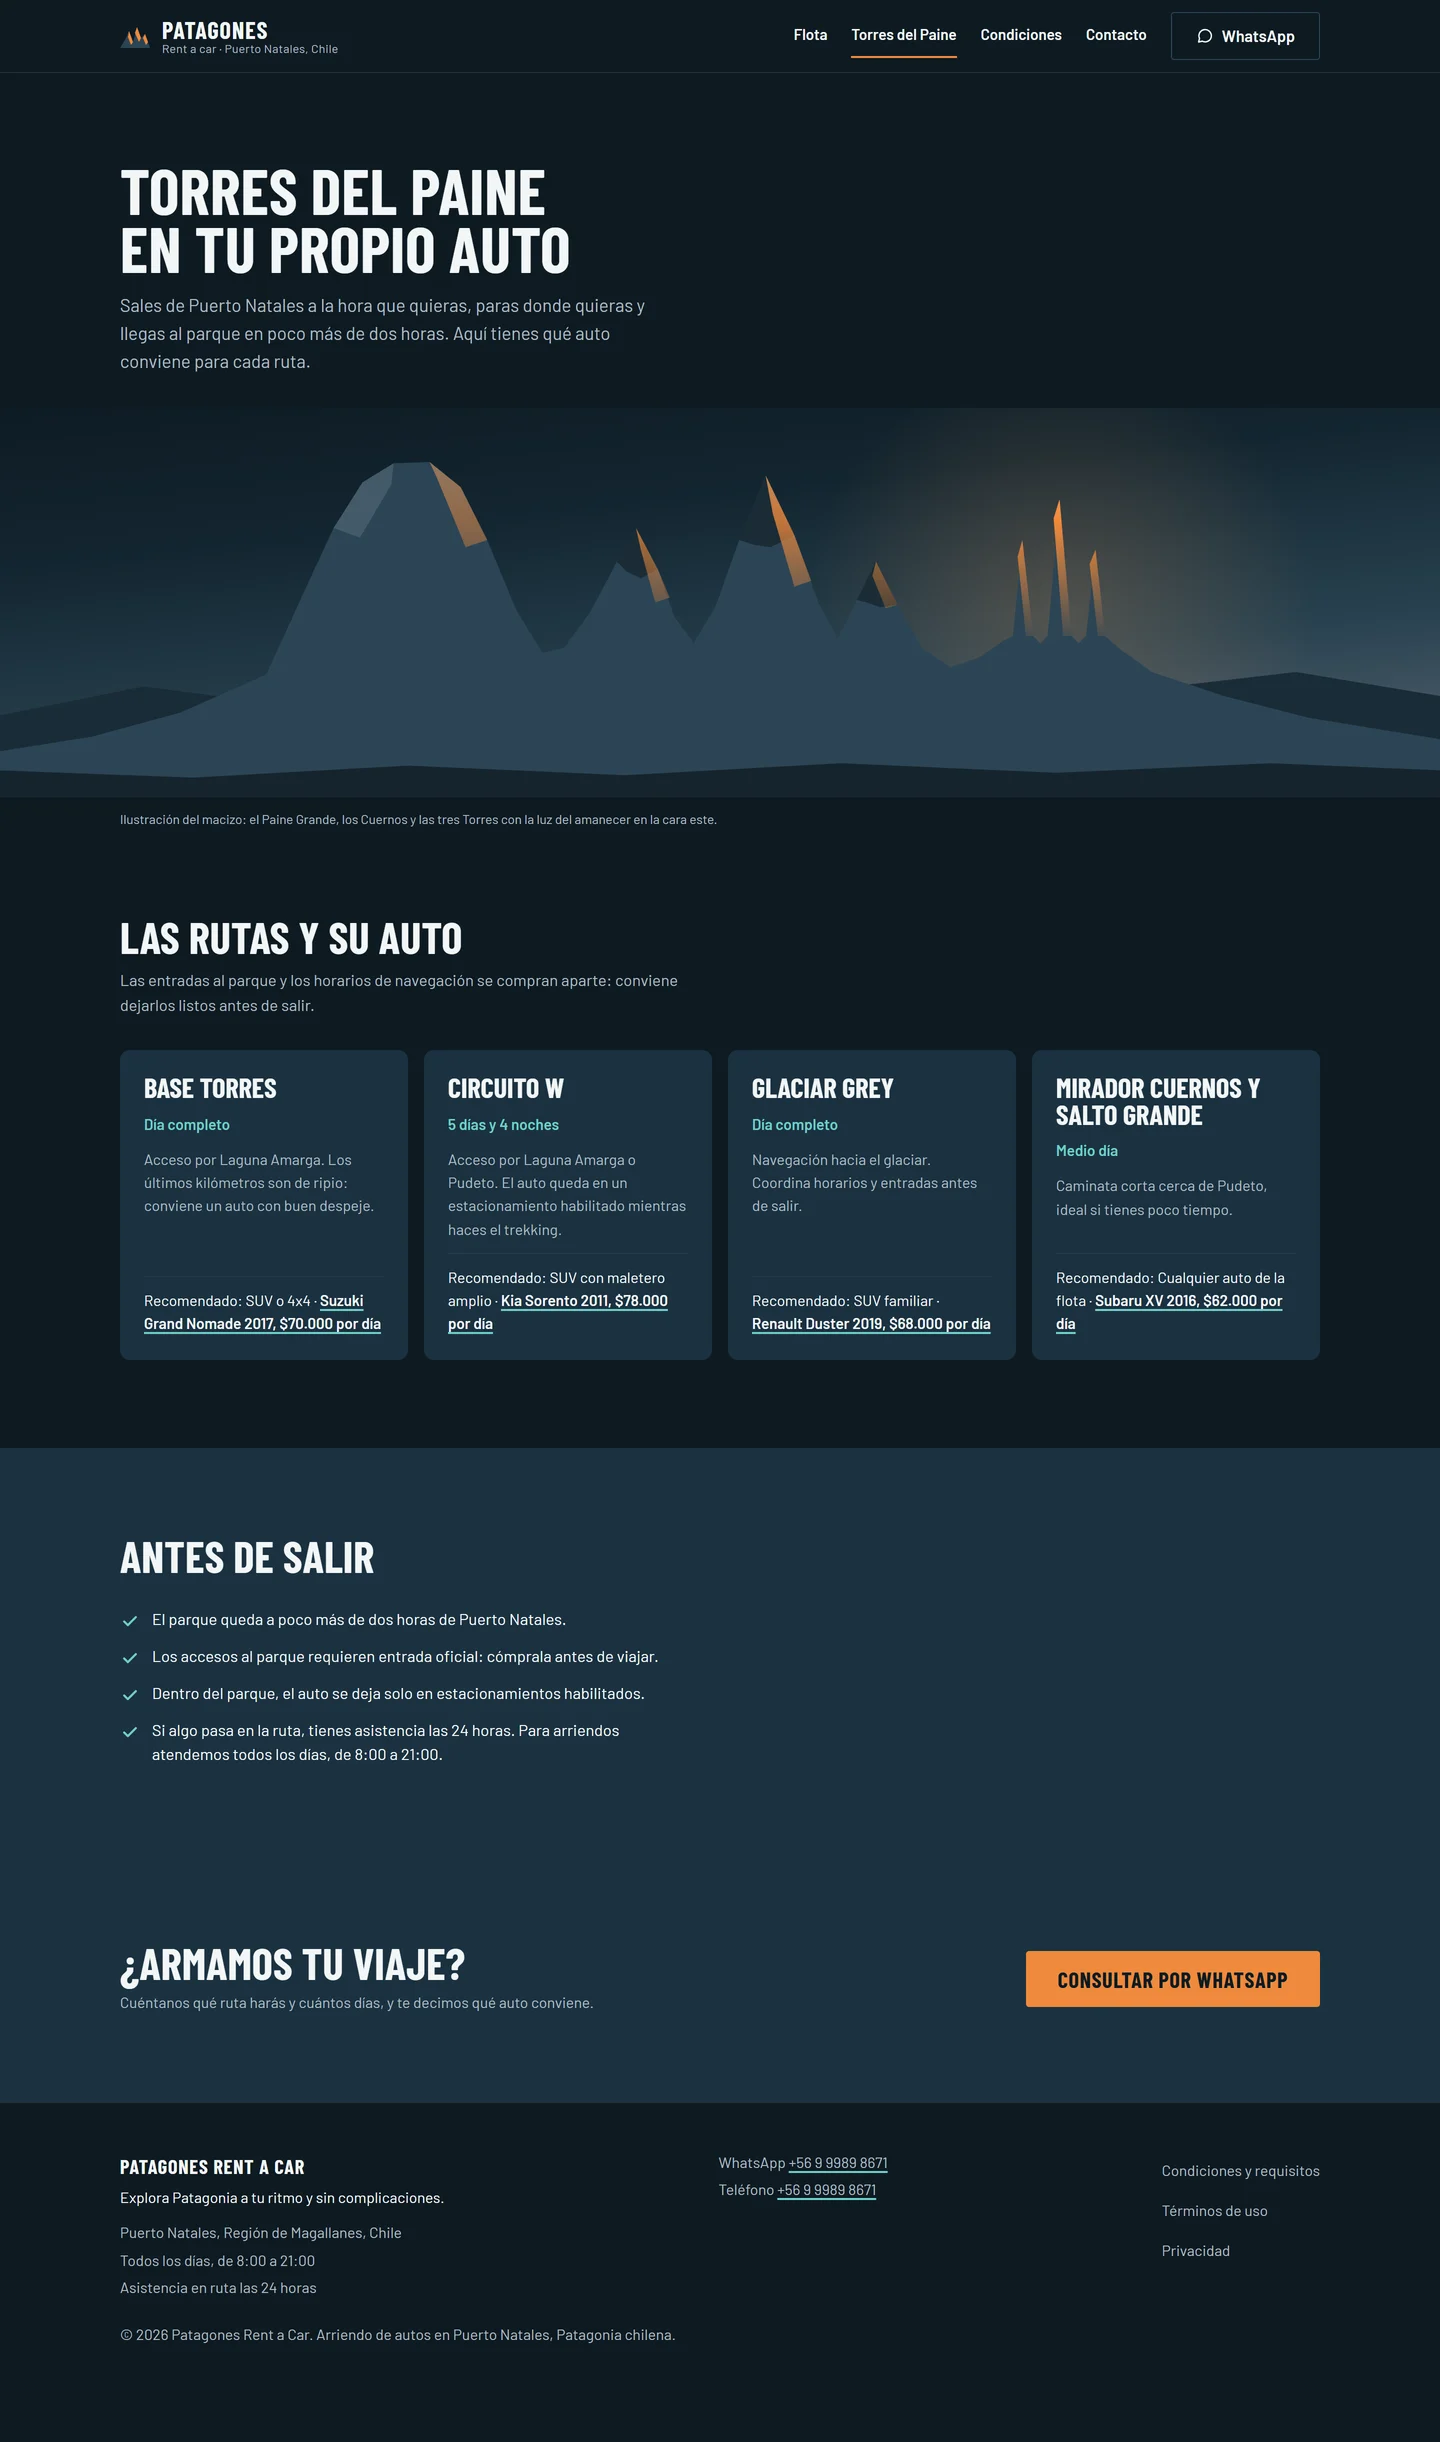 PATAGONES
Rent a car · Puerto Natales, Chile
Flota
Torres del Paine
Condiciones
Contacto
WhatsApp
TORRES DEL PAINE
EN TU PROPIO AUTO
Sales de Puerto Natales a la hora que quieras, paras donde quieras y
llegas al parque en poco más de dos horas. Aquí tienes qué auto
conviene para cada ruta.
Ilustración del macizo: el Paine Grande, los Cuernos y las tres Torres con la luz del amanecer en la cara este.
LAS RUTAS Y SU AUTO
Las entradas al parque y los horarios de navegación se compran aparte: conviene
dejarlos listos antes de salir.
BASE TORRES
Día completo
Acceso por Laguna Amarga. Los
últimos kilómetros son de ripio:
conviene un auto con buen despeje.
Recomendado: SUV o 4x4 · Suzuki
Grand Nomade 2017, $70.000 por día
CIRCUITO W
5 días y 4 noches
Acceso por Laguna Amarga o
Pudeto. El auto queda en un
estacionamiento habilitado mientras
haces el trekking.
Recomendado: SUV con maletero
amplio · Kia Sorento 2011, $78.000
por día
GLACIAR GREY
Día completo
Navegación hacia el glaciar.
Coordina horarios y entradas antes
de salir.
Recomendado: SUV familiar ·
Renault Duster 2019, $68.000 por día
MIRADOR CUERNOS Y
SALTO GRANDE
Medio día
Caminata corta cerca de Pudeto,
ideal si tienes poco tiempo.
Recomendado: Cualquier auto de la
flota · Subaru XV 2016, $62.000 por
día
ANTES DE SALIR
El parque queda a poco más de dos horas de Puerto Natales.
Los accesos al parque requieren entrada oficial: cómprala antes de viajar.
Dentro del parque, el auto se deja solo en estacionamientos habilitados.
Si algo pasa en la ruta, tienes asistencia las 24 horas. Para arriendos
atendemos todos los días, de 8:00 a 21:00.
¿ARMAMOS TU VIAJE?
Cuéntanos qué ruta harás y cuántos días, y te decimos qué auto conviene.
CONSULTAR POR WHATSAPP
PATAGONES RENT A CAR
Explora Patagonia a tu ritmo y sin complicaciones.
Puerto Natales, Región de Magallanes, Chile
Todos los días, de 8:00 a 21:00
Asistencia en ruta las 24 horas
WhatsApp +56 9 9989 8671
Teléfono +56 9 9989 8671
Condiciones y requisitos
Términos de uso
Privacidad
© 2026 Patagones Rent a Car. Arriendo de autos en Puerto Natales, Patagonia chilena.